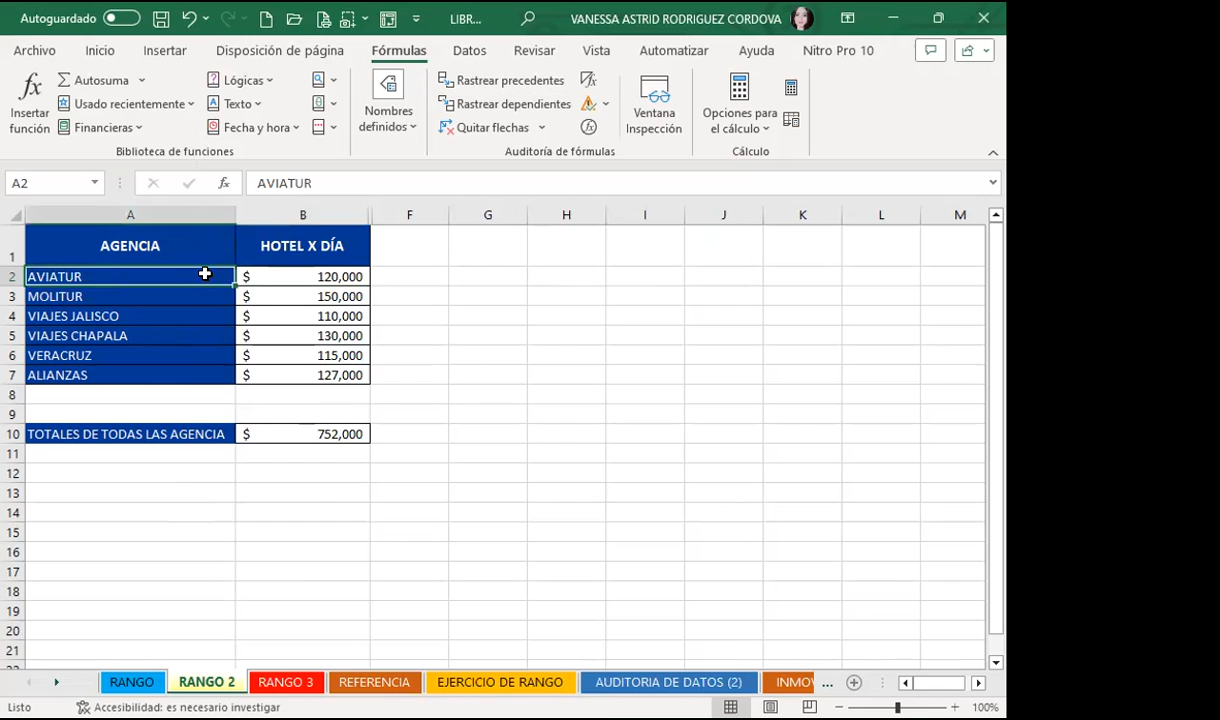 Autoguardado LIBR... VANESSA ASTRID RODRIGUEZ CORDOVA
Archivo Inicio Insertar Disposición de página Fórmulas Datos Revisar Vista Automatizar Ayuda Nitro Pro 10
Insertar función
Autosuma
Usado recientemente
Financieras
Lógicas
Texto
Fecha y hora
Biblioteca de funciones
Nombres definidos
Rastrear precedentes
Rastrear dependientes
Quitar flechas
Auditoría de fórmulas
Ventana Inspección
Opciones para el cálculo
Cálculo
A2 fx AVIATUR
A B F G H I J K L M
1 AGENCIA HOTEL X DÍA
2 AVIATUR $ 120,000
3 MOLITUR $ 150,000
4 VIAJES JALISCO $ 110,000
5 VIAJES CHAPALA $ 130,000
6 VERACRUZ $ 115,000
7 ALIANZAS $ 127,000
8
9
10 TOTALES DE TODAS LAS AGENCIA $ 752,000
11
12
13
14
15
16
17
18
19
20
21
RANGO RANGO 2 RANGO 3 REFERENCIA EJERCICIO DE RANGO AUDITORIA DE DATOS (2) INMOV ...
Listo Accesibilidad: es necesario investigar 100%